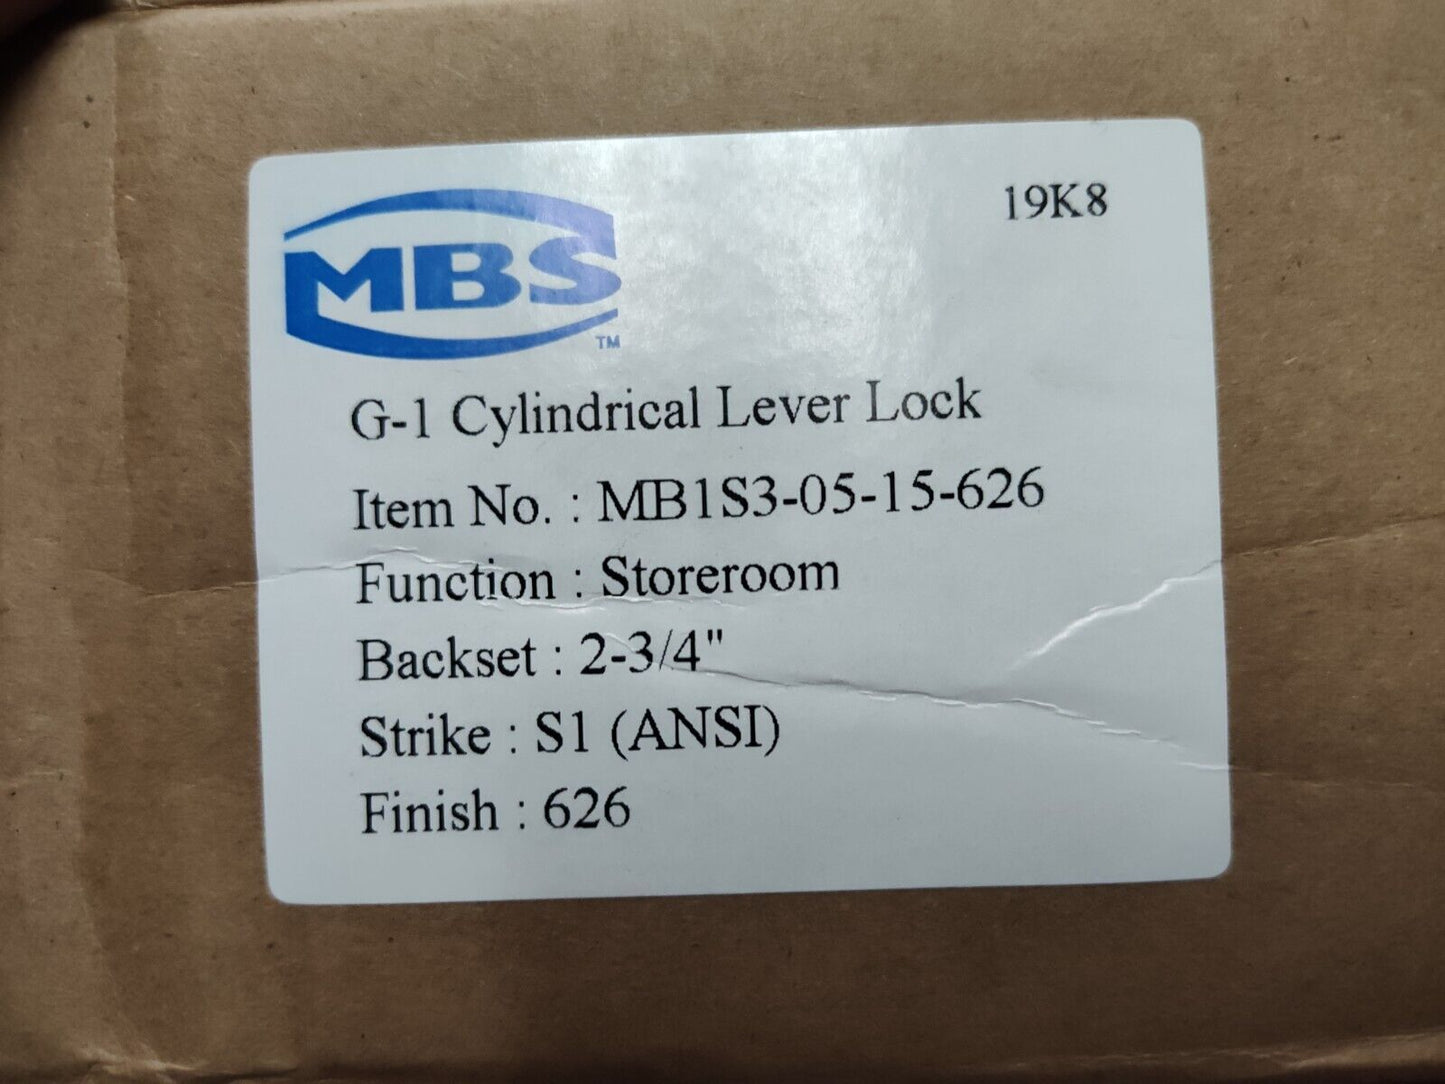 19K8
MBS
TM
G-1 Cylindrical Lever Lock
Item No. : MB1S3-05-15-626
Function : Storeroom
Backset : 2-3/4"
Strike : S1 (ANSI)
Finish : 626